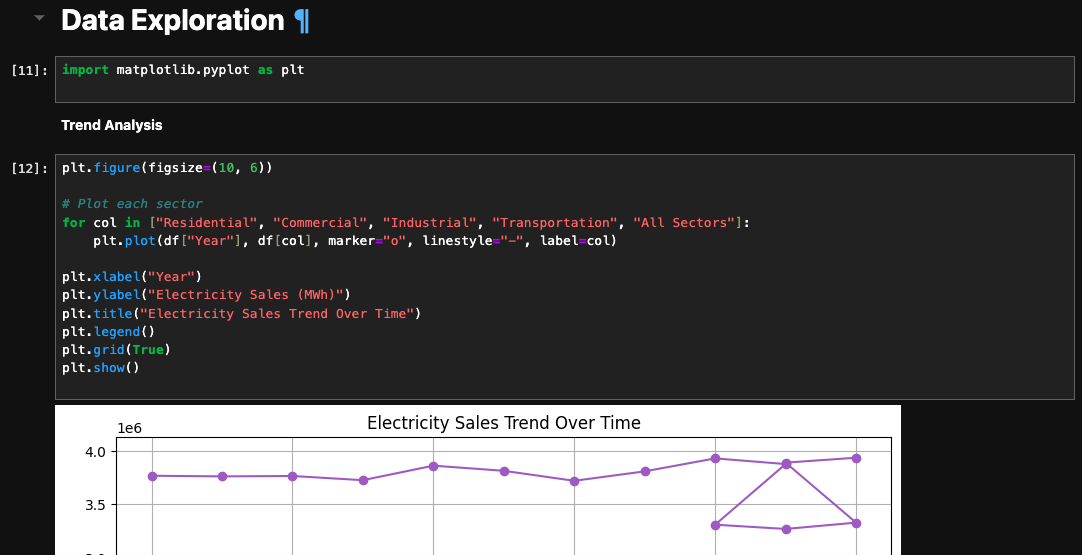 Data Exploration ¶
[11]: import matplotlib.pyplot as plt
Trend Analysis
[12]: plt.figure(figsize=(10, 6))
# Plot each sector
for col in ["Residential", "Commercial", "Industrial", "Transportation", "All Sectors"]:
    plt.plot(df["Year"], df[col], marker="o", linestyle="-", label=col)
plt.xlabel("Year")
plt.ylabel("Electricity Sales (MWh)")
plt.title("Electricity Sales Trend Over Time")
plt.legend()
plt.grid(True)
plt.show()
Electricity Sales Trend Over Time
1e6
4.0
3.5